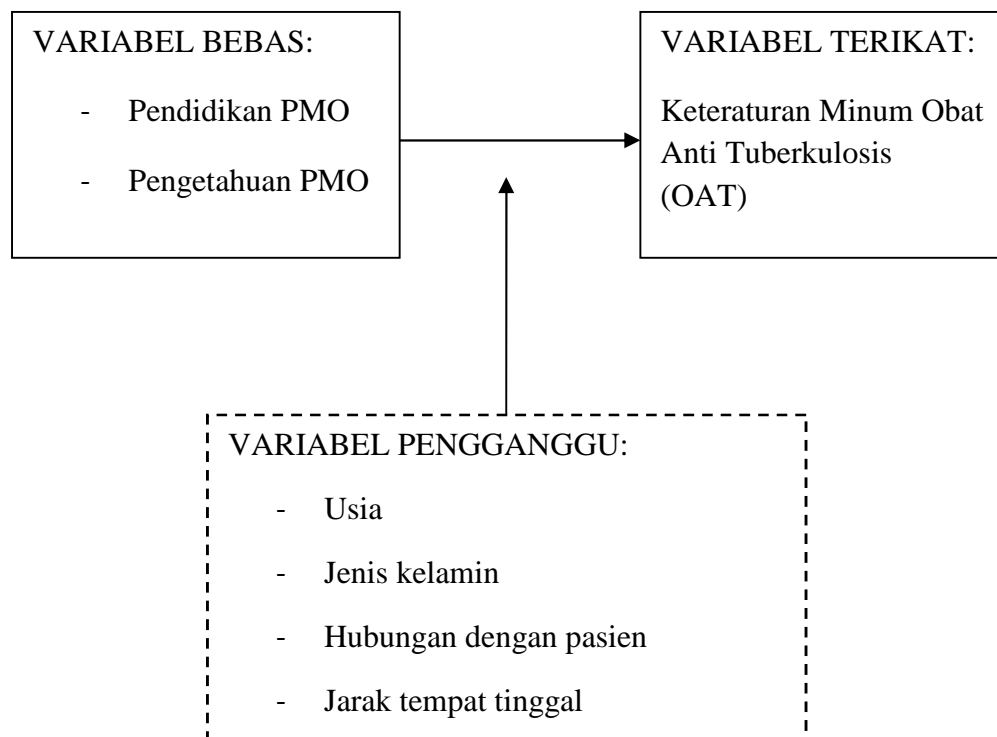 VARIABEL BEBAS:
- Pendidikan PMO
- Pengetahuan PMO
VARIABEL TERIKAT:
Keteraturan Minum Obat
Anti Tuberkulosis
(OAT)
VARIABEL PENGGANGGU:
- Usia
- Jenis kelamin
- Hubungan dengan pasien
- Jarak tempat tinggal